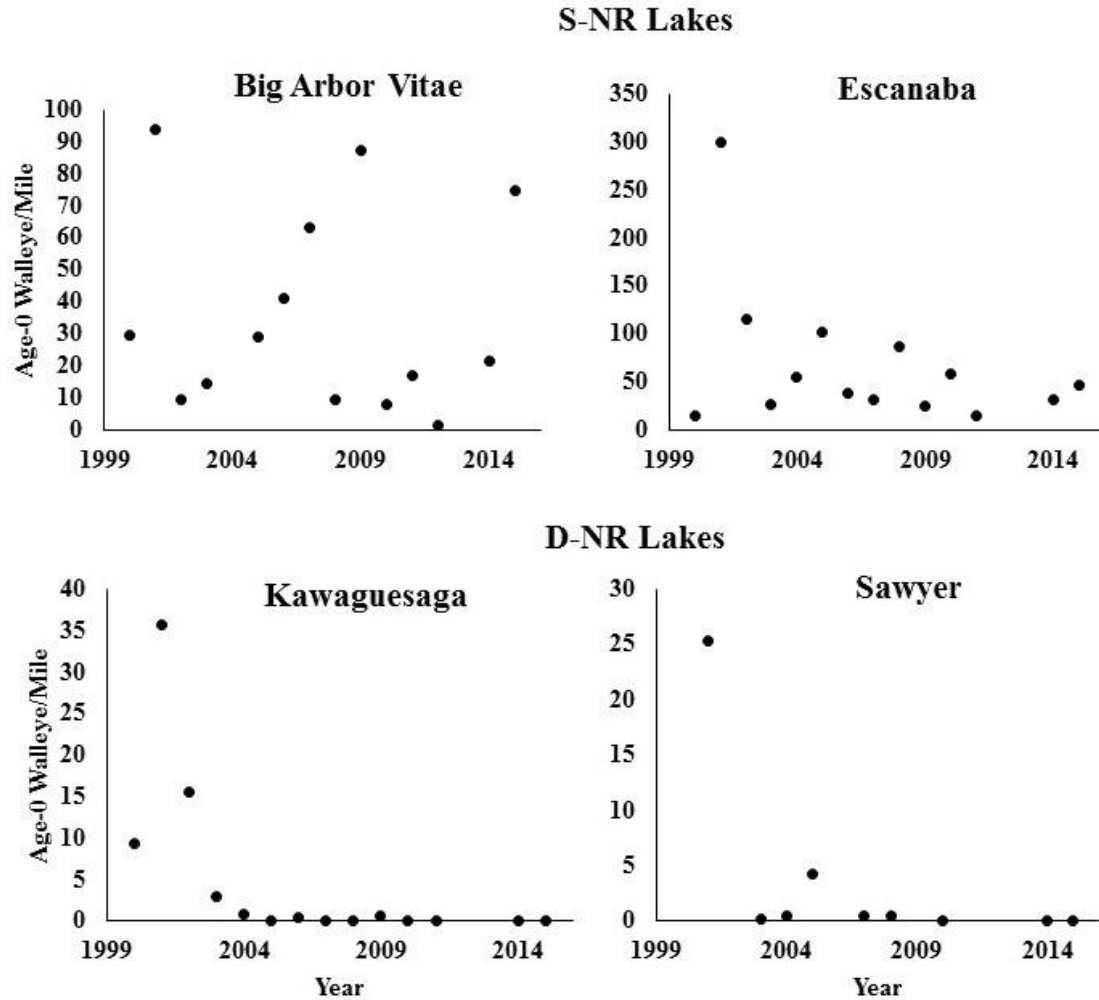 S-NR Lakes
Big Arbor Vitae
Age-0 Walleye/Mile
100
90
80
70
60
50
40
30
20
10
0
1999 2004 2009 2014
Escanaba
350
300
250
200
150
100
50
0
1999 2004 2009 2014
D-NR Lakes
Kawaguesaga
Age-0 Walleye/Mile
40
35
30
25
20
15
10
5
0
1999 2004 2009 2014
Year
Sawyer
30
25
20
15
10
5
0
1999 2004 2009 2014
Year